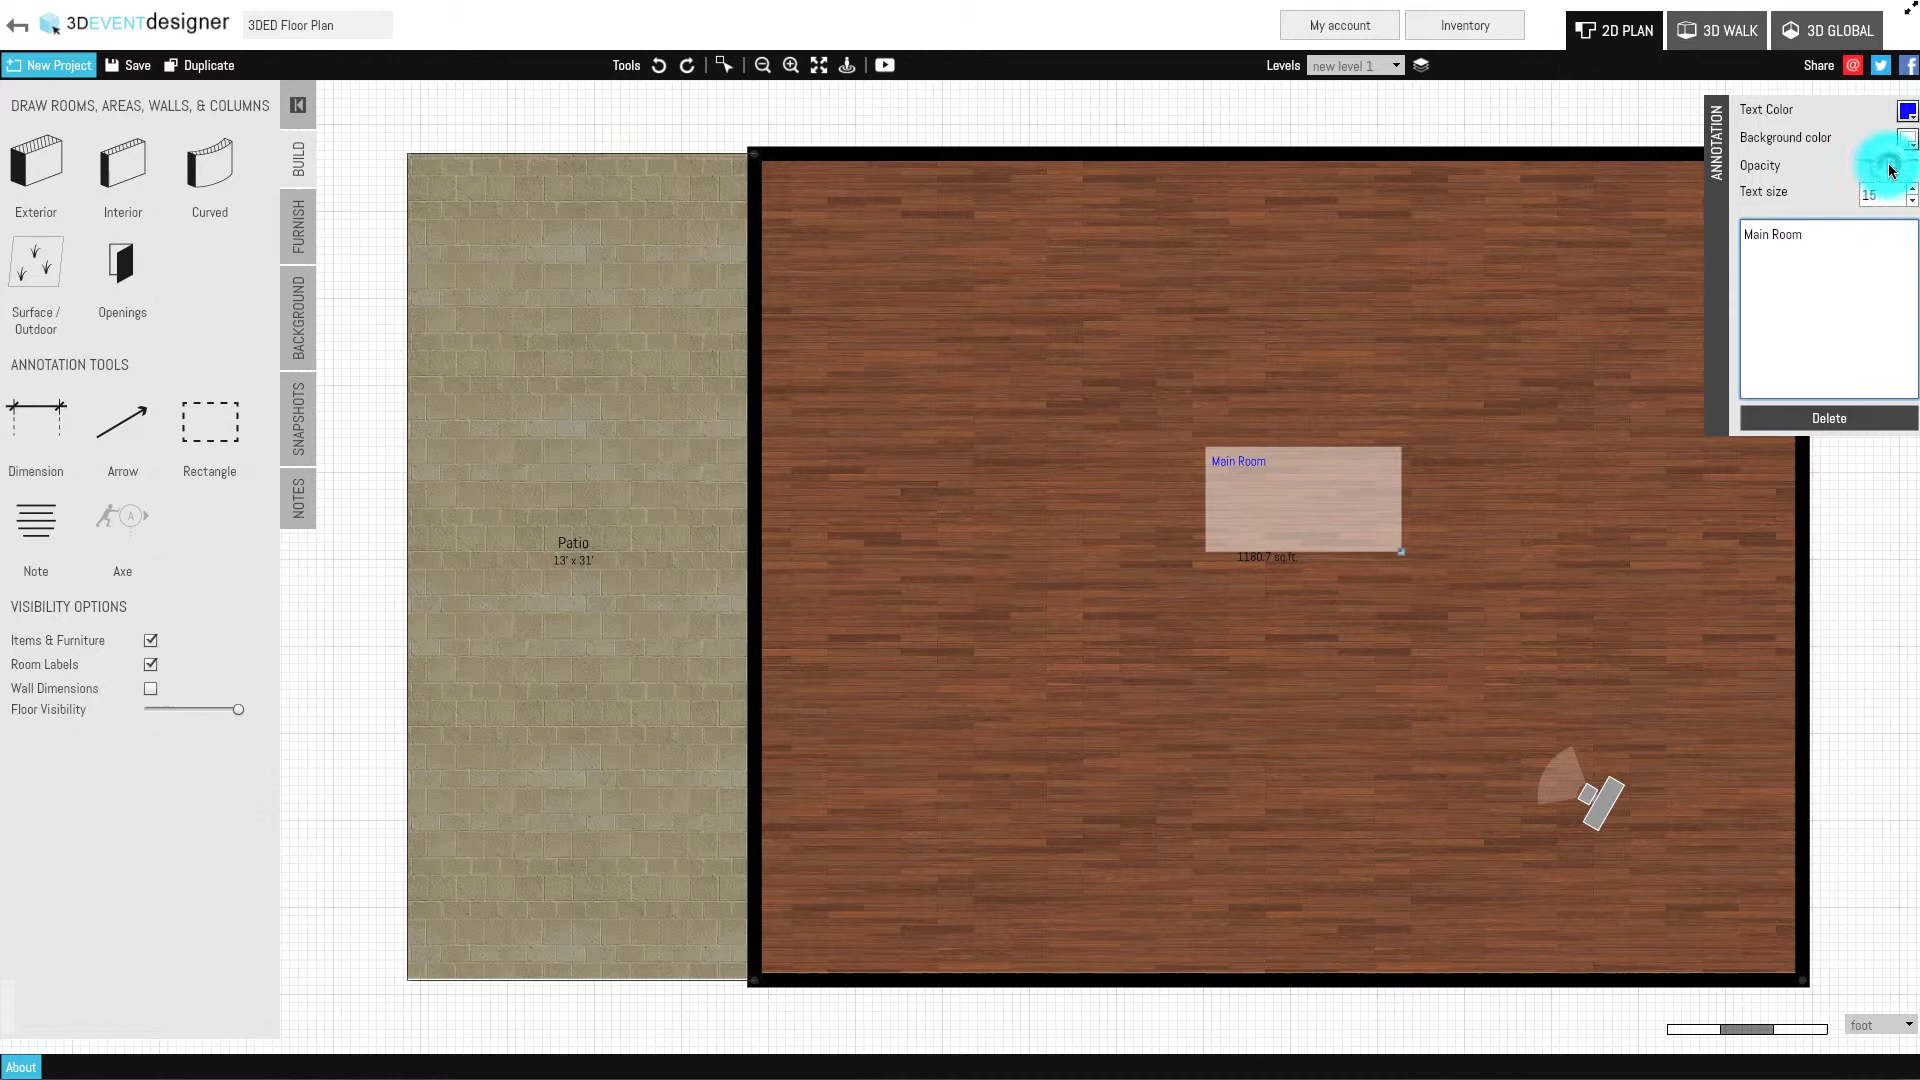 3DEVENTdesigner
3DED Floor Plan
My account
Inventory
2D PLAN
3D WALK
3D GLOBAL
New Project
Save
Duplicate
Tools
Levels
new level 1
Share
@
DRAW ROOMS, AREAS, WALLS, & COLUMNS
Exterior
Interior
Curved
Surface /
Outdoor
Openings
ANNOTATION TOOLS
Dimension
Arrow
Rectangle
Note
A
Axe
VISIBILITY OPTIONS
Items & Furniture
Room Labels
Wall Dimensions
Floor Visibility
BUILD
FURNISH
BACKGROUND
SNAPSHOTS
NOTES
Patio
13' x 31'
Main Room
1180.7 sq.ft.
ANNOTATION
Text Color
Background color
Opacity
Text size
15
Main Room
Delete
foot
About